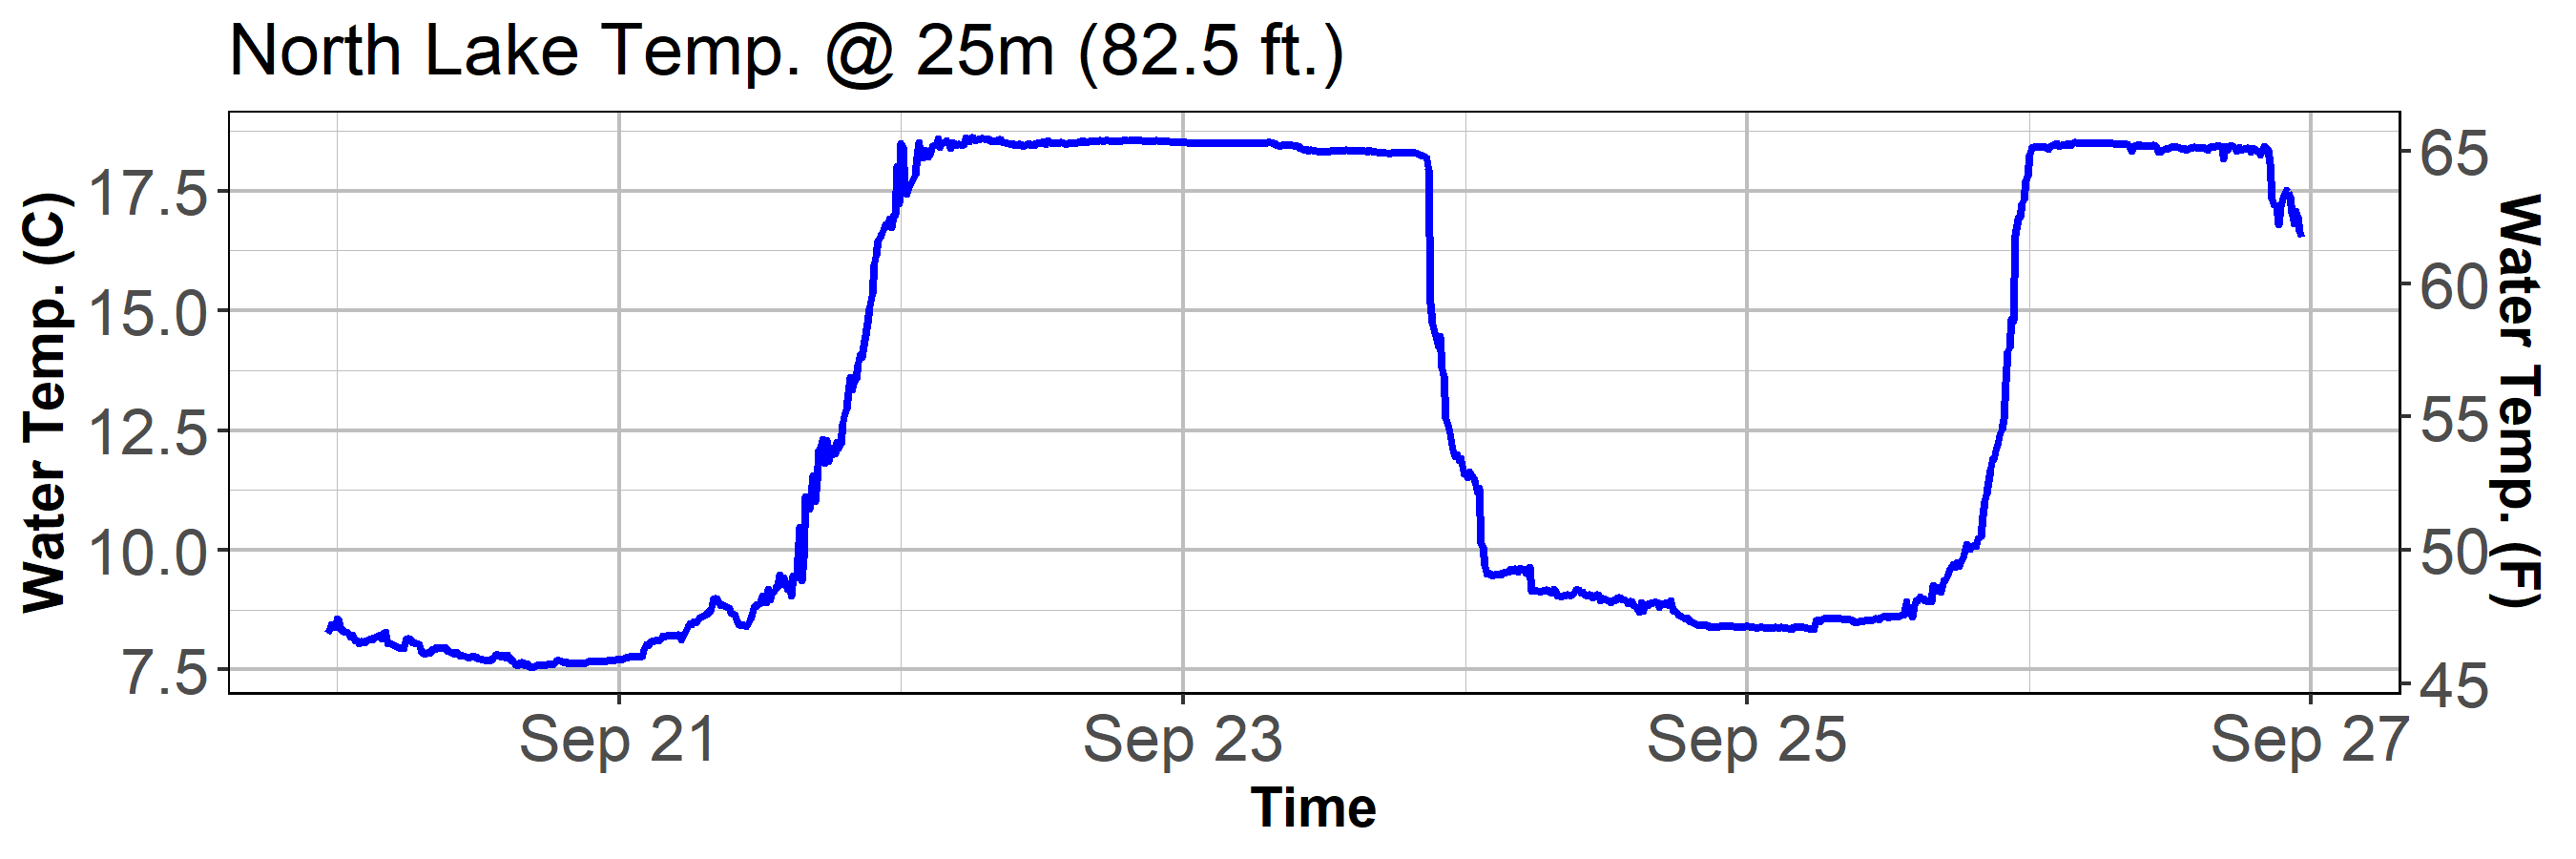 North Lake Temp. @ 25m (82.5 ft.)
Water Temp. (C)
17.5
15.0
12.5
10.0
7.5
65
60
55
50
45
Water Temp. (F)
Sep 21 Sep 23 Sep 25 Sep 27
Time